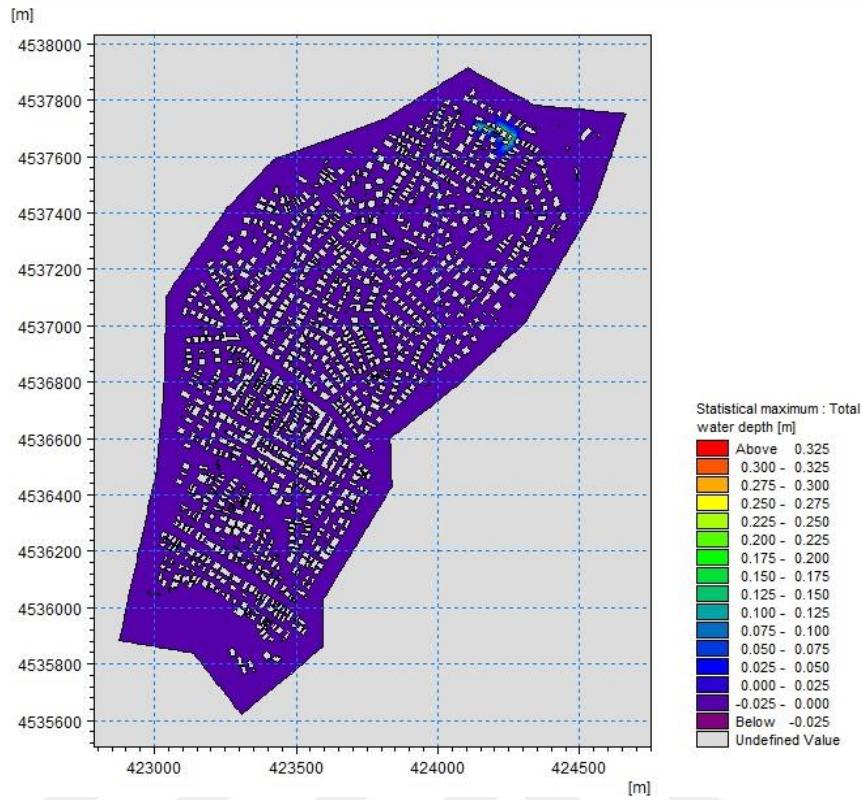 [m]
4538000
4537800
4537600
4537400
4537200
4537000
4536800
4536600
4536400
4536200
4536000
4535800
4535600
423000 423500 424000 424500
[m]
Statistical maximum : Total
water depth [m]
Above 0.325
0.300 - 0.325
0.275 - 0.300
0.250 - 0.275
0.225 - 0.250
0.200 - 0.225
0.175 - 0.200
0.150 - 0.175
0.125 - 0.150
0.100 - 0.125
0.075 - 0.100
0.050 - 0.075
0.025 - 0.050
0.000 - 0.025
-0.025 - 0.000
Below -0.025
Undefined Value